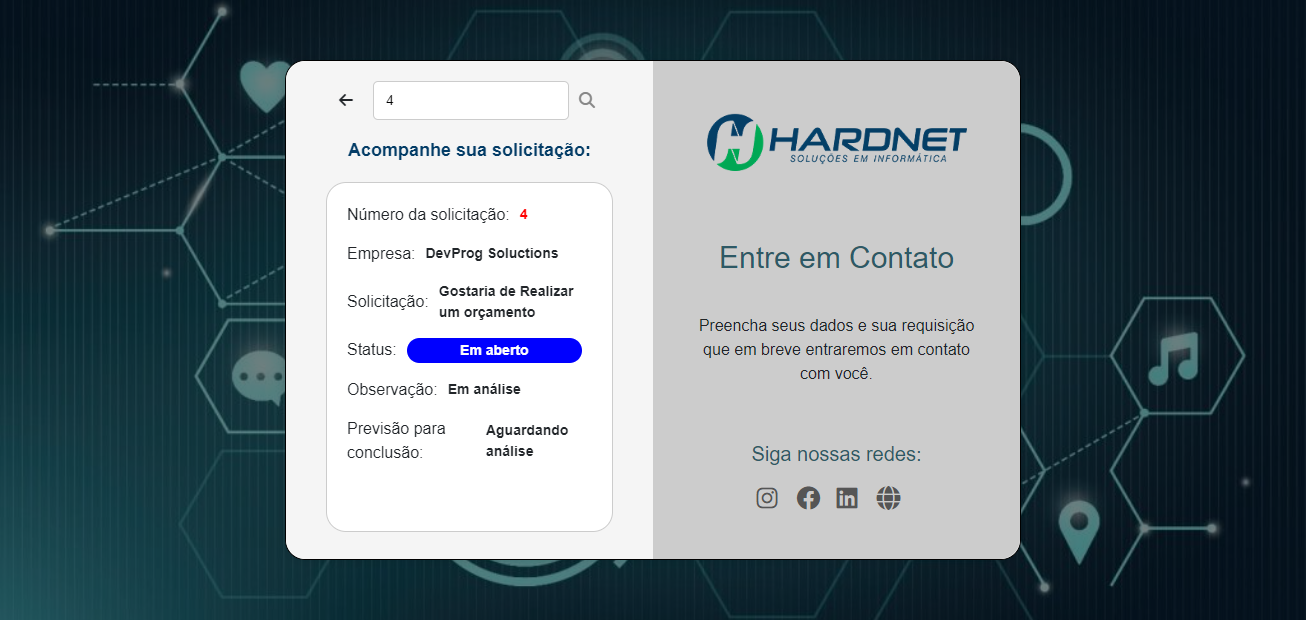 4
Acompanhe sua solicitação:
Número da solicitação: 4
Empresa: DevProg Soluctions
Solicitação: Gostaria de Realizar
um orçamento
Status: Em aberto
Observação: Em análise
Previsão para
conclusão:
Aguardando
análise
HARDNET
SOLUÇÕES EM INFORMÁTICA
Entre em Contato
Preencha seus dados e sua requisição
que em breve entraremos em contato
com você.
Siga nossas redes: